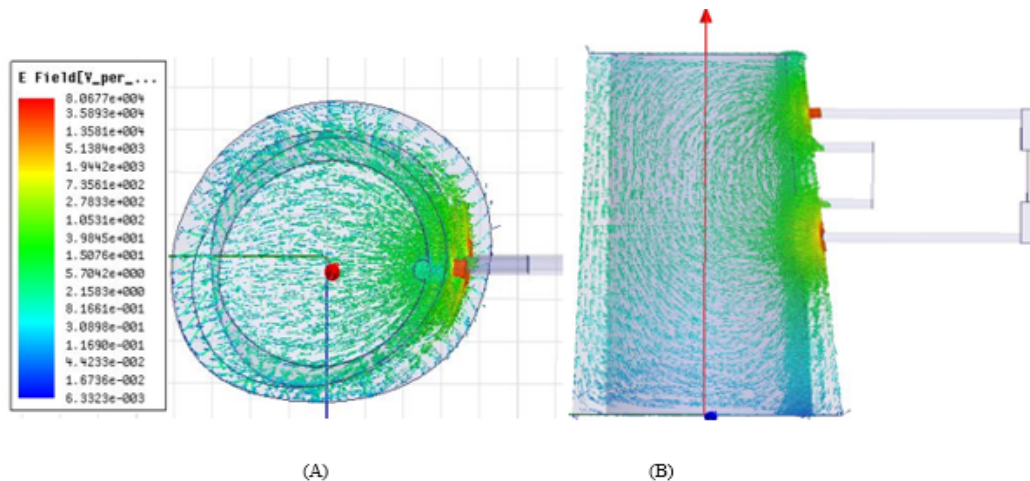 E Field[V_per_...
8.0677e+004
3.5893e+004
1.3581e+004
5.1384e+003
1.9442e+003
7.3561e+002
2.7833e+002
1.0531e+002
3.9845e+001
1.5076e+001
5.7042e+000
2.1583e+000
8.1661e-001
3.0898e-001
1.1690e-001
4.4233e-002
1.6736e-002
6.3323e-003
(A)
(B)